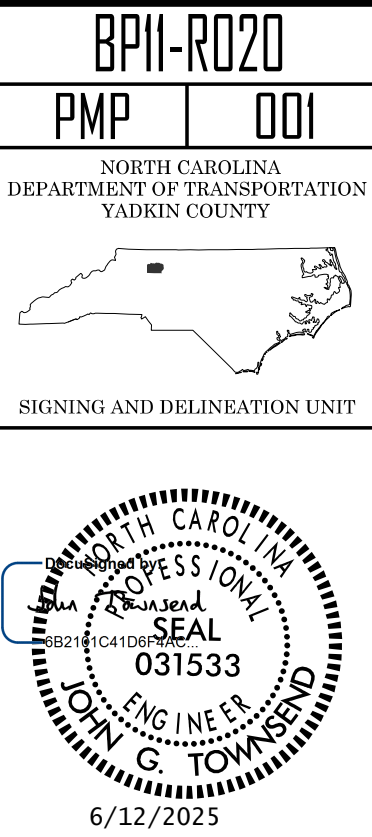 BP11-R020
PMP 001
NORTH CAROLINA
DEPARTMENT OF TRANSPORTATION
YADKIN COUNTY
SIGNING AND DELINEATION UNIT
NORTH CAROLINA
PROFESSIONAL
DocuSigned by:
John Townsend
6B2101C41D6F4AC...
SEAL
031533
ENGINEER
JOHN G. TOWNSEND
6/12/2025